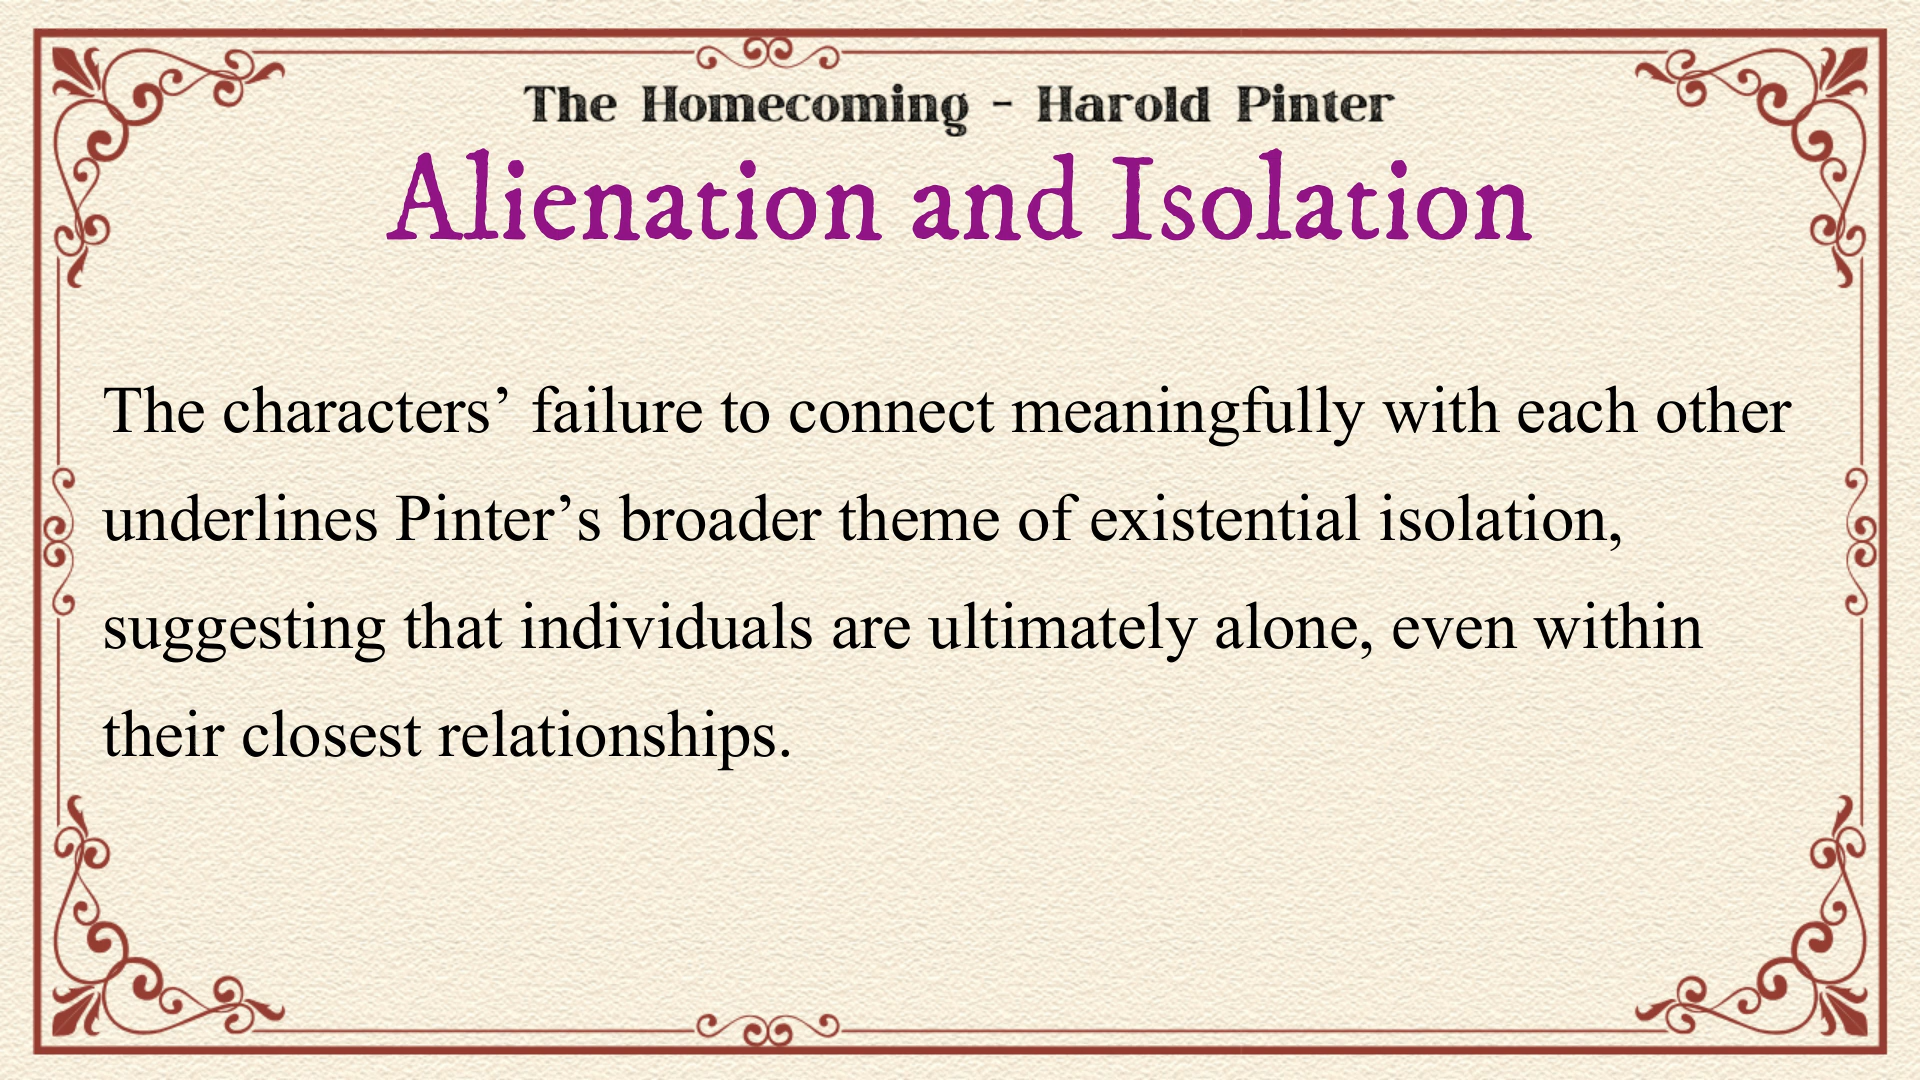 The Homecoming - Harold Pinter
Alienation and Isolation
The characters’ failure to connect meaningfully with each other
underlines Pinter’s broader theme of existential isolation,
suggesting that individuals are ultimately alone, even within
their closest relationships.